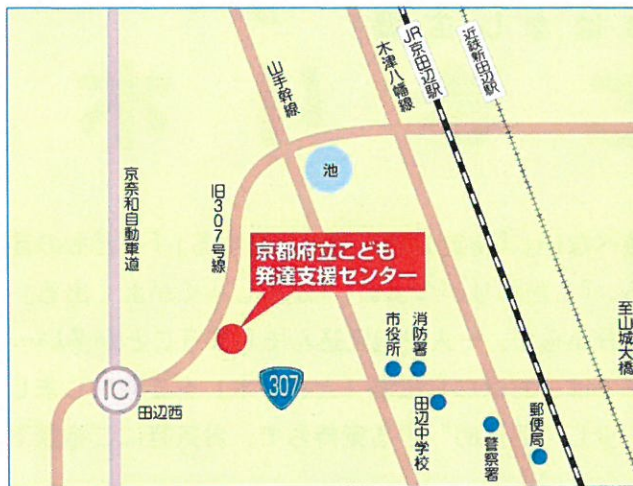 山手幹線
木津八幡線
JR京田辺駅
近鉄新田辺駅
池
京奈和自動車道
旧307号線
京都府立こども
発達支援センター
市役所
消防署
至山城大橋
IC
田辺西
307
田辺中学校
警察署
郵便局